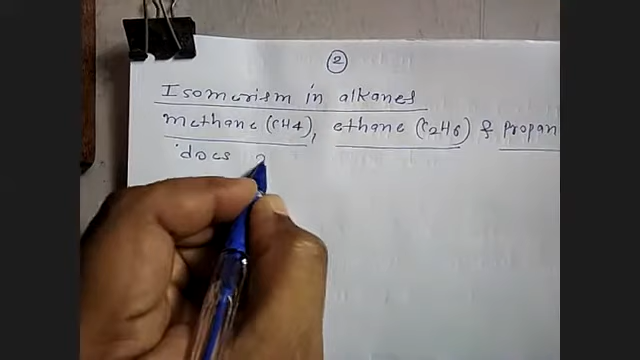 2
Isomerism in alkanes
methane (CH4), ethane (C2H6) & propan
does